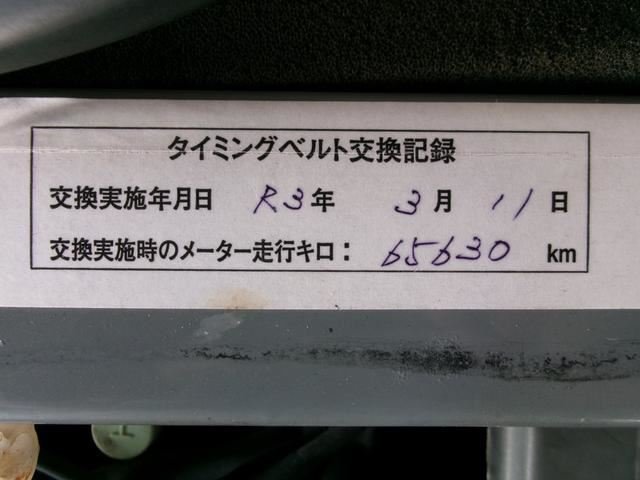 タイミングベルト交換記録
交換実施年月日 R3年 3月 11日
交換実施時のメーター走行キロ： 65630 km